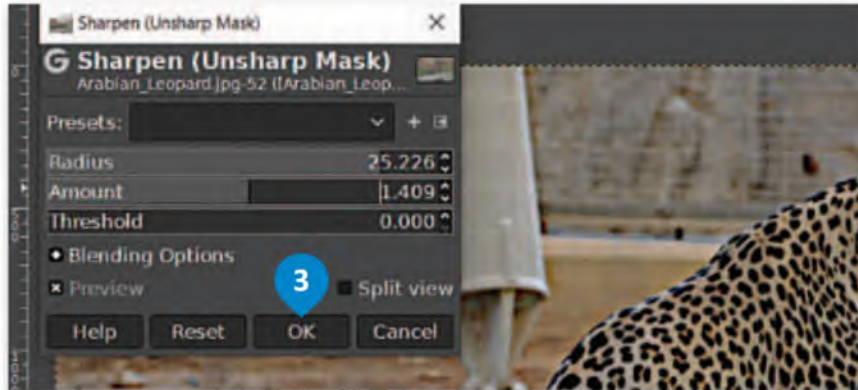 Sharpen (Unsharp Mask)
G Sharpen (Unsharp Mask)
Arabian_Leopard.jpg-52 ([Arabian_Leop...
Presets:
Radius 25.226
Amount 1.409
Threshold 0.000
Blending Options
Preview Split view
3
Help Reset OK Cancel